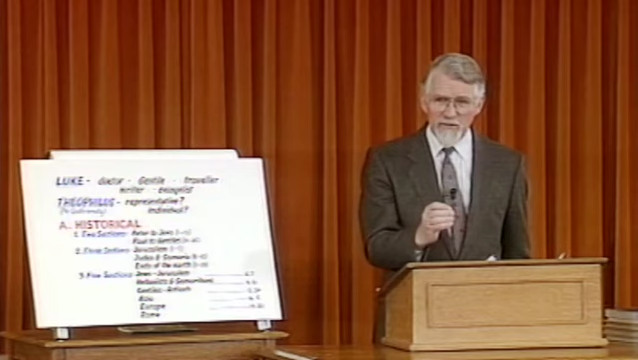 LUKE - doctor - Gentile - traveller
writer - evangelist
THEOPHILUS - representative?
individual?
A. HISTORICAL
1. Two Sections: Peter to Jews (1-12)
Paul to Gentiles
2. Three Sections: Jerusalem
Judea & Samaria
Ends of the earth
3. Five Sections: Jews - Jerusalem
Hellenists & Samaritans
Gentiles - Antioch
Asia
Europe
Rome